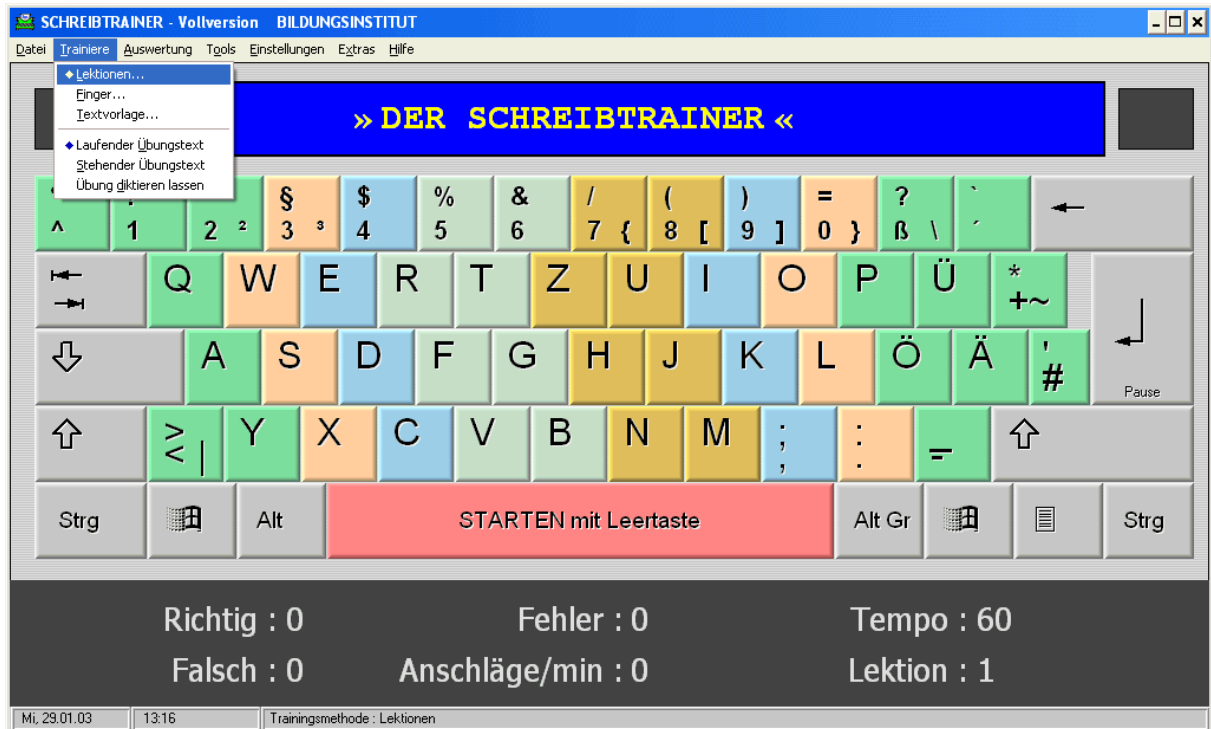 SCHREIBTRAINER - Vollversion BILDUNGSINSTITUT
Datei Trainiere Auswertung Tools Einstellungen Extras Hilfe
Lektionen...
Finger...
Textvorlage...
Laufender Übungstext
Stehender Übungstext
Übung diktieren lassen
» DER SCHREIBTRAINER «
§ $ % & / ( ) = ? `
^ 1 2 ² 3 ³ 4 5 6 7 { 8 [ 9 ] 0 } ß \ ´
Q W E R T Z U I O P Ü * +~
A S D F G H J K L Ö Ä ' #
Pause
> < | Y X C V B N M ; , : . _ -
Strg Alt STARTEN mit Leertaste Alt Gr Strg
Richtig : 0 Fehler : 0 Tempo : 60
Falsch : 0 Anschläge/min : 0 Lektion : 1
Mi, 29.01.03 13:16 Trainingsmethode : Lektionen